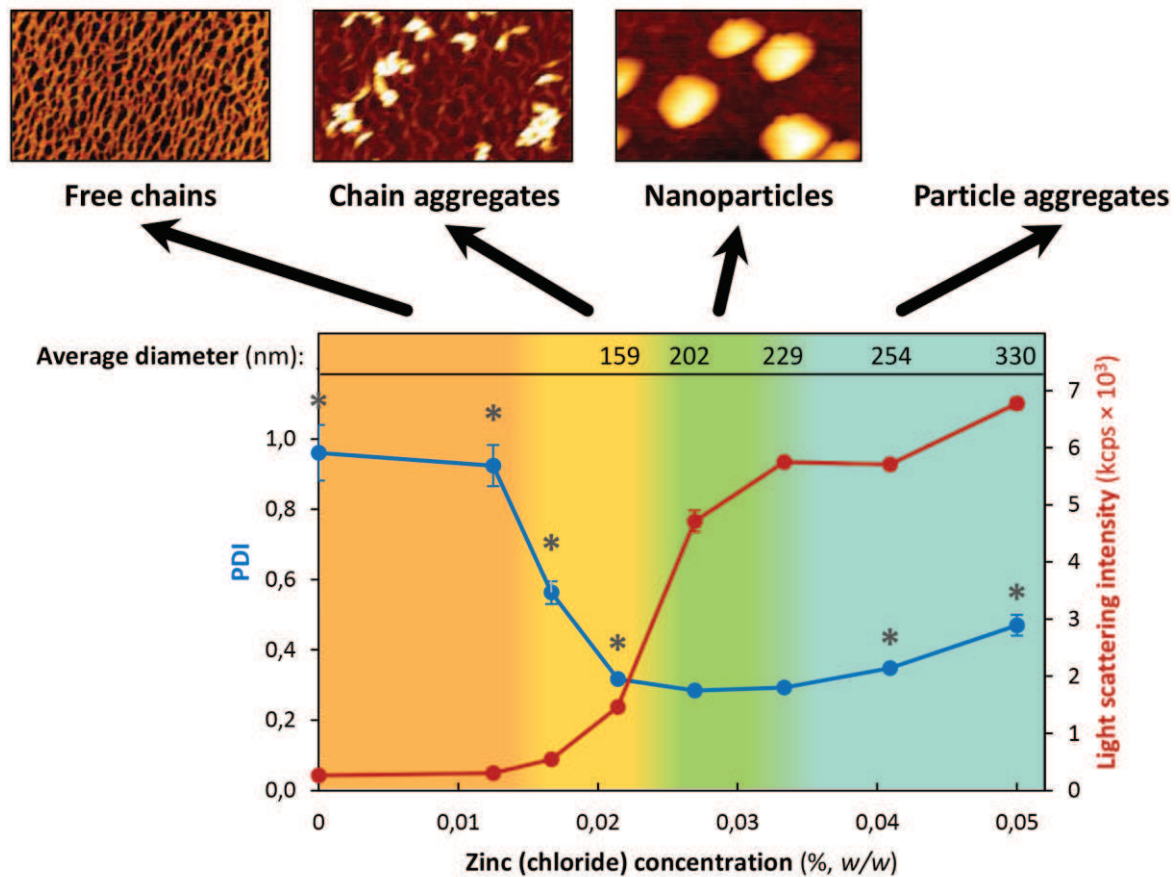 Free chains
Chain aggregates
Nanoparticles
Particle aggregates
Average diameter (nm): 159 202 229 254 330
*
*
*
*
*
*
PDI
1,0
0,8
0,6
0,4
0,2
0,0
7
6
5
4
3
2
1
0
Light scattering intensity (kcps × 10³)
0 0,01 0,02 0,03 0,04 0,05
Zinc (chloride) concentration (%, w/w)